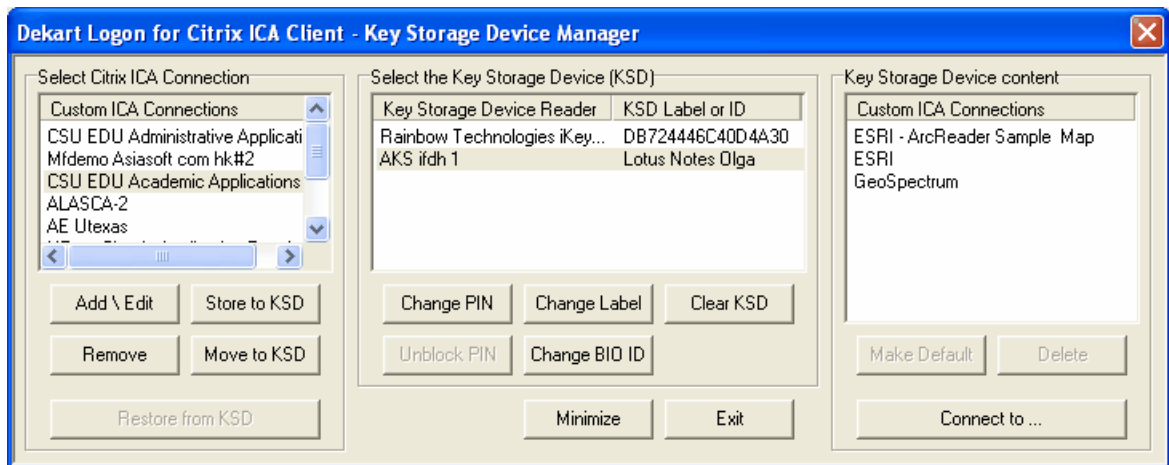 Dekart Logon for Citrix ICA Client - Key Storage Device Manager
Select Citrix ICA Connection
Custom ICA Connections
CSU EDU Administrative Applicati
Mfdemo Asiasoft com hk#2
CSU EDU Academic Applications
ALASCA-2
AE Utexas
Add \ Edit
Store to KSD
Remove
Move to KSD
Restore from KSD
Select the Key Storage Device (KSD)
Key Storage Device Reader KSD Label or ID
Rainbow Technologies iKey... DB724446C40D4A30
AKS ifdh 1 Lotus Notes Olga
Change PIN
Change Label
Clear KSD
Unblock PIN
Change BIO ID
Minimize
Exit
Key Storage Device content
Custom ICA Connections
ESRI - ArcReader Sample Map
ESRI
GeoSpectrum
Make Default
Delete
Connect to ...